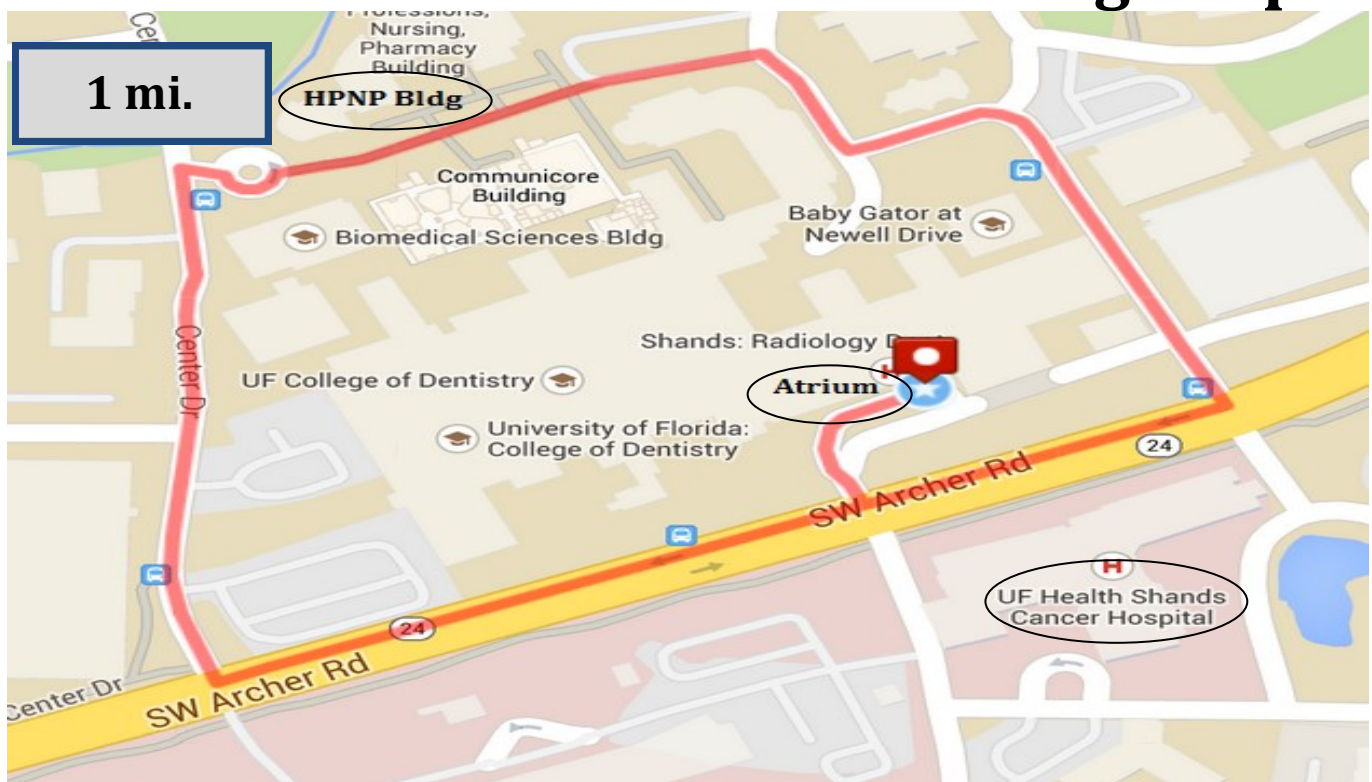 Nursing,
Pharmacy
Building
1 mi.
HPNP Bldg
Communicore
Building
Biomedical Sciences Bldg
Baby Gator at
Newell Drive
Center Dr
Shands: Radiology
H
Atrium
UF College of Dentistry
University of Florida:
College of Dentistry
24
SW Archer Rd
H
UF Health Shands
Cancer Hospital
24
Center Dr
SW Archer Rd